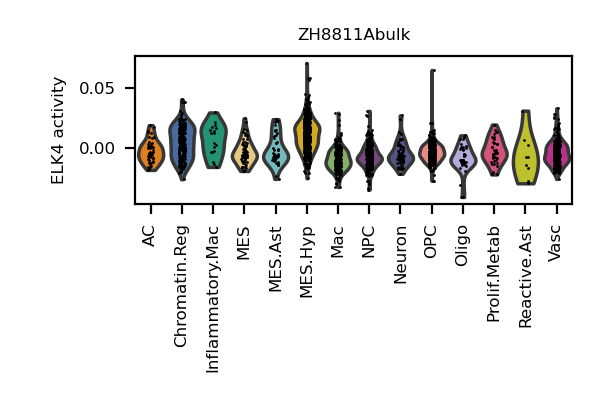 ZH8811Abulk
ELK4 activity
0.05
0.00
AC
Chromatin.Reg
Inflammatory.Mac
MES
MES.Ast
MES.Hyp
Mac
NPC
Neuron
OPC
Oligo
Prolif.Metab
Reactive.Ast
Vasc